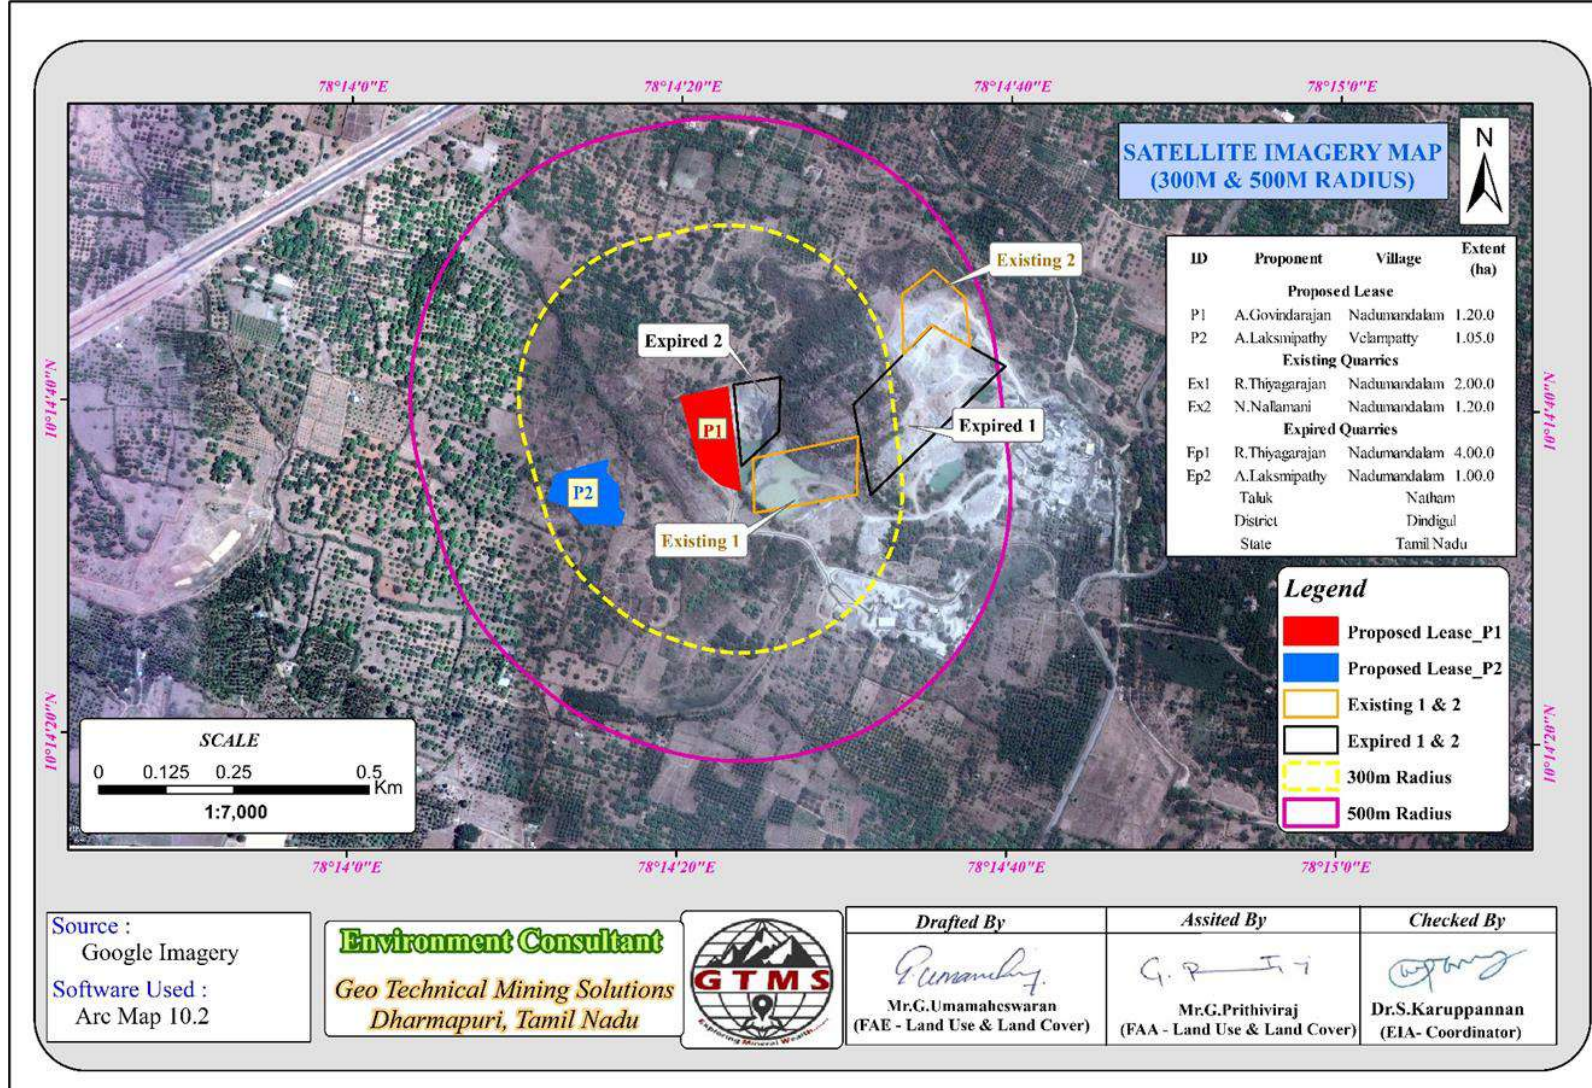 78°14'0"E 78°14'20"E 78°14'40"E 78°15'0"E
SATELLITE IMAGERY MAP
(300M & 500M RADIUS)
N
ID Proponent Village Extent (ha)
Proposed Lease
P1 A.Govindarajan Nadumandalam 1.20.0
P2 A.Laksmipathy Velampatty 1.05.0
Existing Quarries
Ex1 R.Thiyagarajan Nadumandalam 2.00.0
Ex2 N.Nallamani Nadumandalam 1.20.0
Expired Quarries
Ep1 R.Thiyagarajan Nadumandalam 4.00.0
Ep2 A.Laksmipathy Nadumandalam 1.00.0
Taluk Natham
District Dindigul
State Tamil Nadu
Existing 2
Expired 2
10°14'40"N
10°14'40"N
P1
Expired 1
P2
Existing 1
Legend
Proposed Lease_P1
Proposed Lease_P2
Existing 1 & 2
Expired 1 & 2
300m Radius
500m Radius
10°14'20"N
10°14'20"N
SCALE
0 0.125 0.25 0.5
Km
1:7,000
78°14'0"E 78°14'20"E 78°14'40"E 78°15'0"E
Source :
Google Imagery
Software Used :
Arc Map 10.2
Environment Consultant
Geo Technical Mining Solutions
Dharmapuri, Tamil Nadu
GTMS
Exploring Mineral Wealth
Drafted By
Mr.G.Umamaheswaran
(FAE - Land Use & Land Cover)
Assited By
Mr.G.Prithiviraj
(FAA - Land Use & Land Cover)
Checked By
Dr.S.Karuppannan
(EIA- Coordinator)